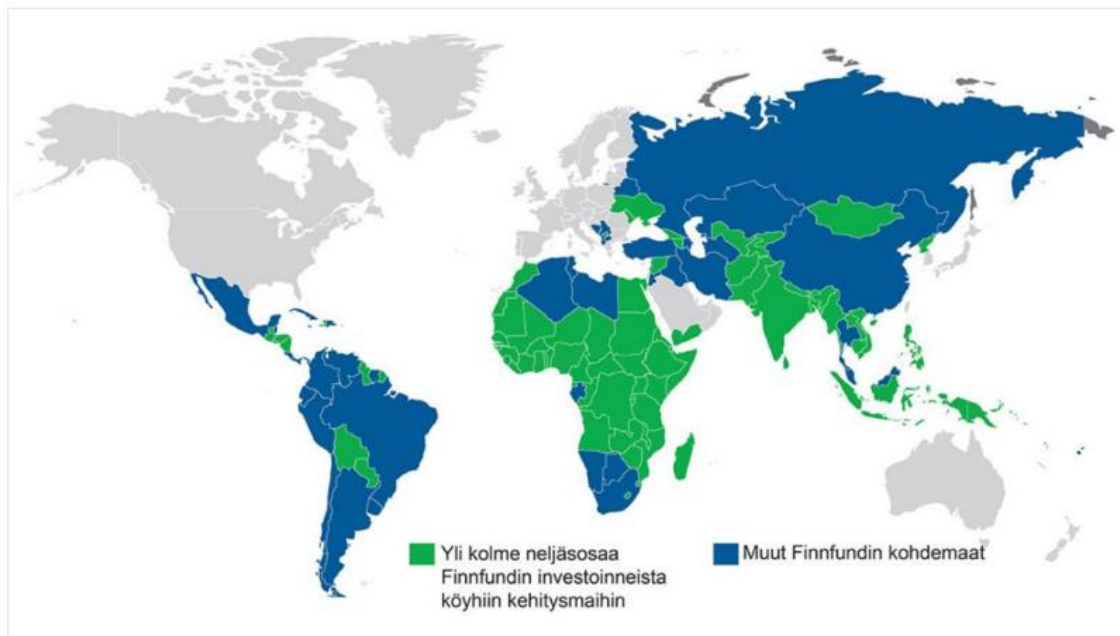 Yli kolme neljäsosaa
Finnfundin investoinneista
köyhiin kehitysmaihin
Muut Finnfundin kohdemaat